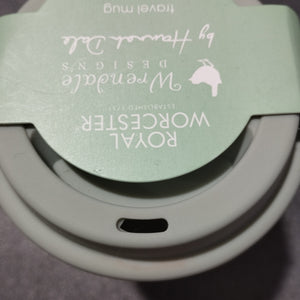 ROYAL
WORCESTER®
ESTABLISHED 1751
Wrendale
DESIGNS
by Hannah Dale
travel mug